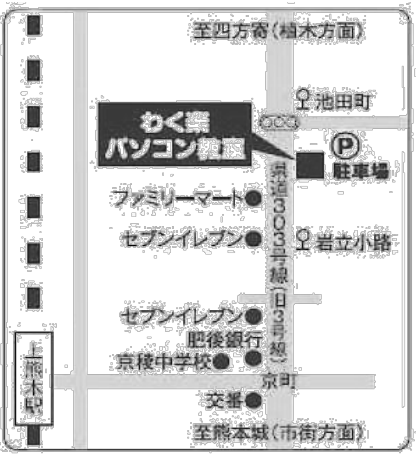 至四方寄(植木方面)
池田町
わく楽
パソコン教室
P
駐車場
ファミリーマート
県道303号線(旧3号線)
セブンイレブン
岩立小路
セブンイレブン
肥後銀行
京稜中学校
上熊本駅
京町
交番
至熊本城(市街方面)